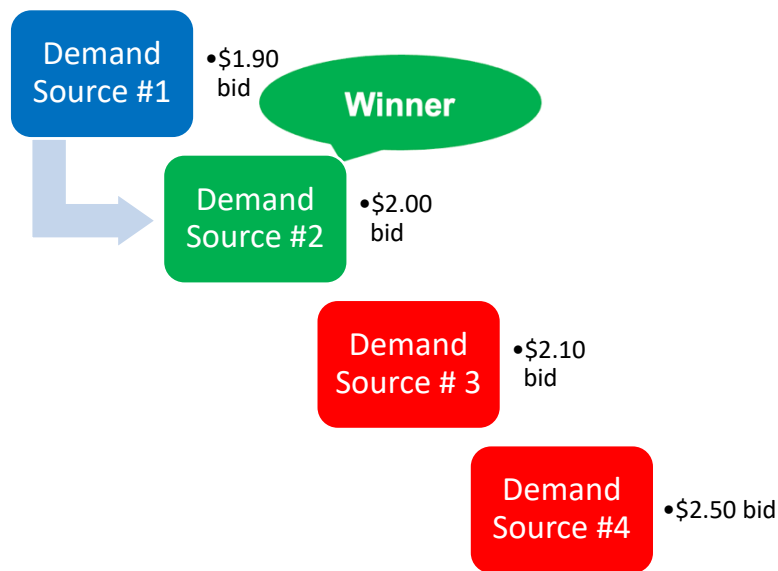 Demand
Source #1
•$1.90
bid
Winner
Demand
Source #2
•$2.00
bid
Demand
Source # 3
•$2.10
bid
Demand
Source #4
•$2.50 bid